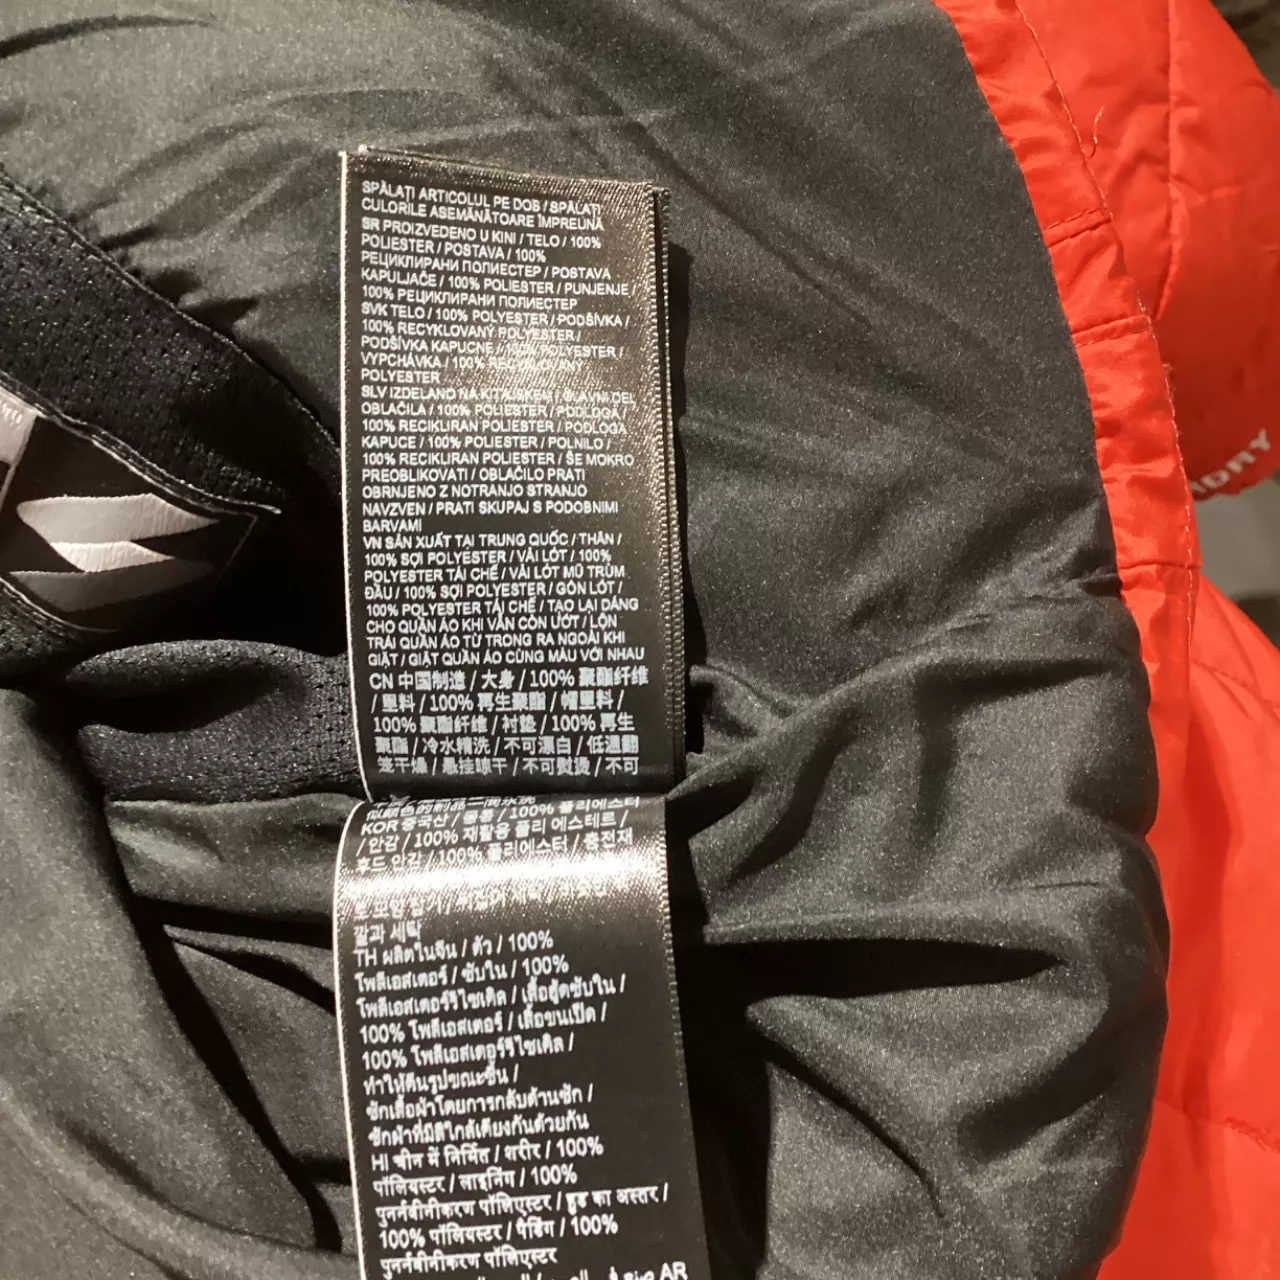 SPĂLAȚI ARTICOLUL PE DOS / SPĂLAȚI
CULORILE ASEMĂNĂTOARE ÎMPREUNĂ
SR PROIZVEDENO U KINI / TELO / 100%
POLIESTER / POSTAVA / 100%
РЕЦИКЛИРАНИ ПОЛИЕСТЕР / POSTAVA
KAPULJAČE / 100% POLIESTER / PUNJENJE /
100% РЕЦИКЛИРАНИ ПОЛИЕСТЕР
SVK TELO / 100% POLYESTER / PODŠÍVKA /
100% RECYKLOVANÝ POLYESTER /
PODŠÍVKA KAPUCNE / 100% POLYESTER /
VYPCHÁVKA / 100% RECYKLOVANÝ
POLYESTER
SLV IZDELANO NA KITAJSKEM / GLAVNI DEL
OBLAČILA / 100% POLIESTER / PODLOGA /
100% RECIKLIRAN POLIESTER / PODLOGA
KAPUCE / 100% POLIESTER / POLNILO /
100% RECIKLIRAN POLIESTER / ŠE MOKRO
PREOBLIKOVATI / OBLAČILO PRATI
OBRNJENO Z NOTRANJO STRANJO
NAVZVEN / PRATI SKUPAJ S PODOBNIMI
BARVAMI
VN SẢN XUẤT TẠI TRUNG QUỐC / THÂN /
100% SỢI POLYESTER / VẢI LÓT / 100%
POLYESTER TÁI CHẾ / VẢI LÓT MŨ TRÙM
ĐẦU / 100% SỢI POLYESTER / GÒN LÓT /
100% POLYESTER TÁI CHẾ / TẠO LẠI DÁNG
CHO QUẦN ÁO KHI VẪN CÒN ƯỚT / LỘN
TRÁI QUẦN ÁO TỪ TRONG RA NGOÀI KHI
GIẶT / GIẶT QUẦN ÁO CÙNG MÀU VỚI NHAU
CN 中国制造 / 大身 / 100% 聚酯纤维
/ 里料 / 100% 再生聚酯 / 帽里料 /
100% 聚酯纤维 / 衬垫 / 100% 再生
聚酯 / 冷水精洗 / 不可漂白 / 低温翻
笼干燥 / 悬挂晾干 / 不可熨烫 / 不可
KOR 중국산 / 몸통 / 100% 폴리에스터
/ 안감 / 100% 재활용 폴리 에스테르 /
후드 안감 / 100% 폴리에스터 / 충전재
깔과 세탁
TH ผลิตในจีน / ตัว / 100%
โพลีเอสเตอร์ / ซับใน / 100%
โพลีเอสเตอร์รีไซเคิล / เสื้อฮู้ดซับใน /
100% โพลีเอสเตอร์ / เสื้อขนเป็ด /
100% โพลีเอสเตอร์รีไซเคิล /
ทำให้คืนรูปขณะชื้น /
ซักเสื้อผ้าโดยการกลับด้านซัก /
ซักผ้าที่มีสีใกล้เคียงกันด้วยกัน
HI चीन में निर्मित / शरीर / 100%
पॉलियस्टर / लाइनिंग / 100%
पुनर्नवीनीकरण पॉलिएस्टर / हुड का अस्तर /
100% पॉलियस्टर / पैडिंग / 100%
पुनर्नवीनीकरण पॉलिएस्टर
AR